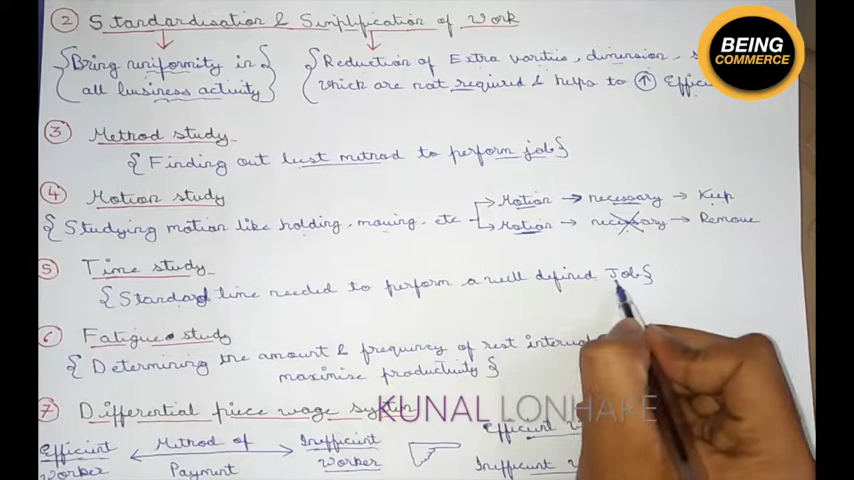 ② Standardisation & Simplification of work
{Bring uniformity in
all business activity}
{Reduction of Extra varities, dimension,
which are not required & helps to ↑
BEING
COMMERCE
③ Method study
{Finding out best method to perform job}
④ Motion study
{Studying motion like holding, moving, etc
Motion → necessary → Keep
Motion → necessary → Remove
⑤ Time study
{Standard time needed to perform a well defined Job}
⑥ Fatigue study
{Determining the amount & frequency of rest
maximise productivity}
⑦ Differential piece wage system
KUNAL LONHARE
Efficient
Worker
Method of
Payment
Inefficient
Worker
Efficient
Inefficient